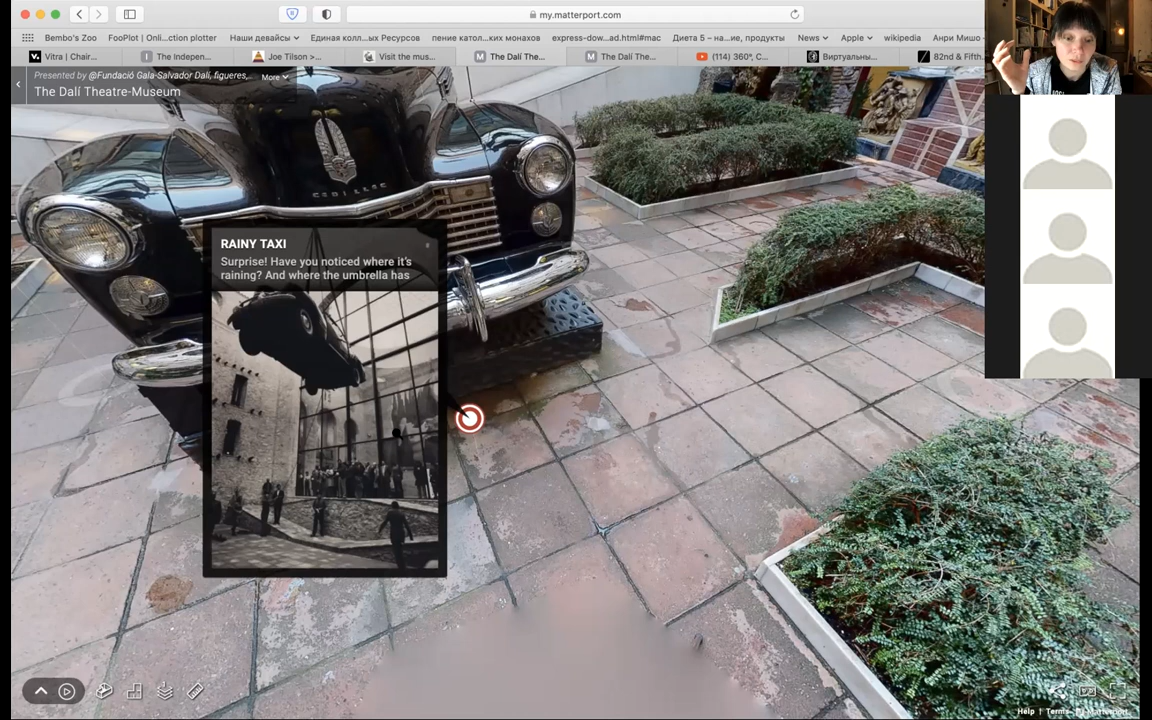 my.matterport.com
Bembo's Zoo
FooPlot | Onli...ction plotter
Наши девайсы
Единая колл...ых Ресурсов
пение катол...ких монахов
express-dow...ad.html#mac
Диета 5 – на...ие, продукты
News
Apple
wikipedia
Анри Мишо
Vitra | Chair...
The Indepen...
Joe Tilson >...
Visit the mus...
The Dalí The...
The Dalí The...
(114) 360°, C...
Виртуальны...
82nd & Fifth...
Presented by @Fundació Gala-Salvador Dalí, figueres,...
More
The Dalí Theatre-Museum
CADILLAC
RAINY TAXI
Surprise! Have you noticed where it's
raining? And where the umbrella has
Help | Terms